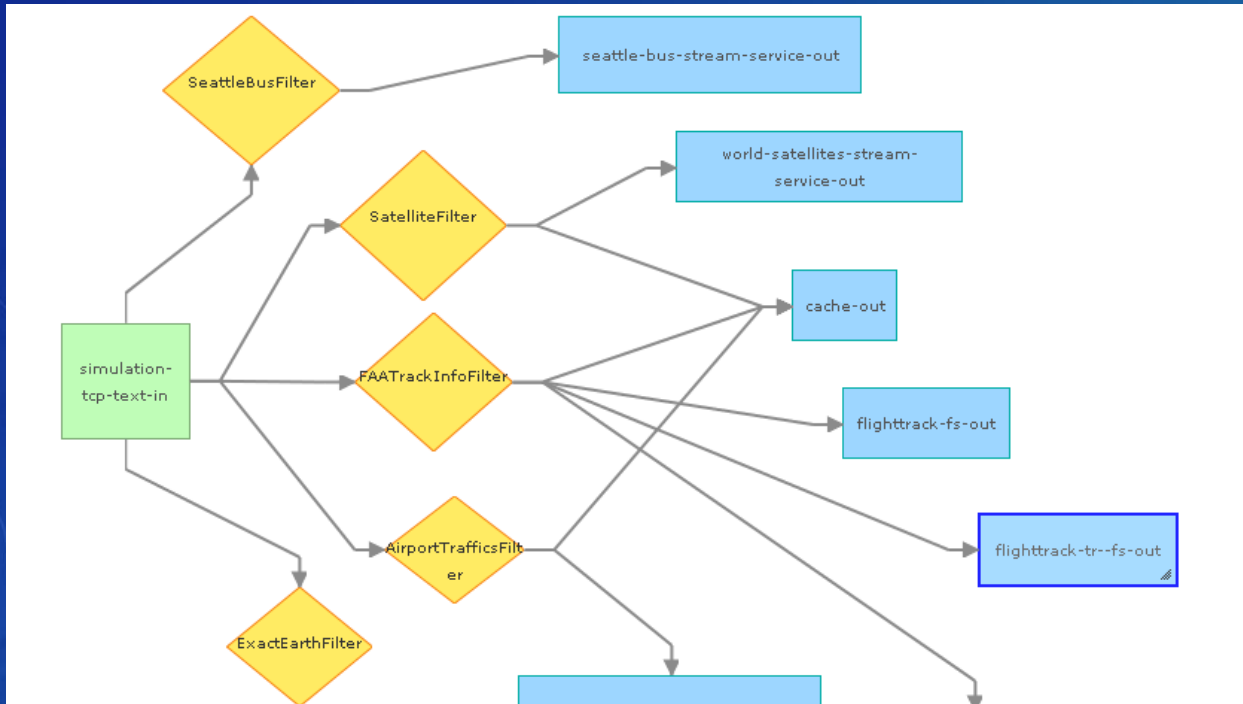 SeattleBusFilter
seattle-bus-stream-service-out
world-satellites-stream-
service-out
SatelliteFilter
cache-out
simulation-
tcp-text-in
FAATrackInfoFilter
flighttrack-fs-out
AirportTrafficsFilt
er
flighttrack-tr--fs-out
ExactEarthFilter